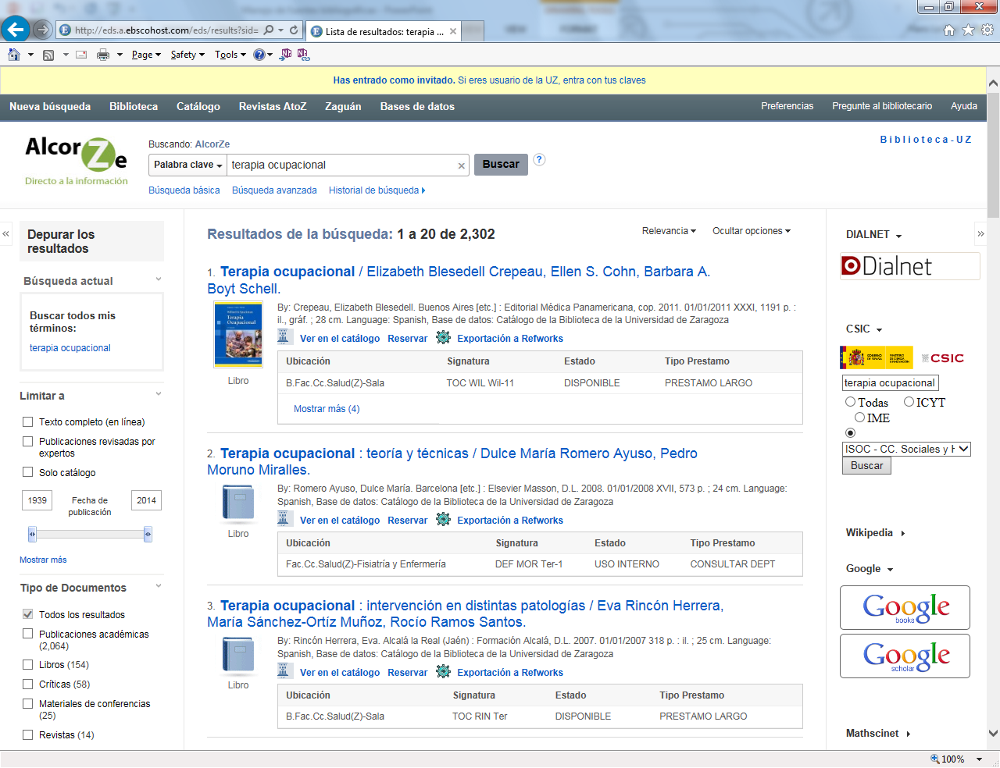 http://eds.a.ebscohost.com/eds/results?sid=
Lista de resultados: terapia ...
Page
Safety
Tools
Has entrado como invitado. Si eres usuario de la UZ, entra con tus claves
Nueva búsqueda Biblioteca Catálogo Revistas AtoZ Zaguán Bases de datos Preferencias Pregunte al bibliotecario Ayuda
AlcorZe
Directo a la información
Buscando: AlcorZe
Palabra clave terapia ocupacional Buscar ?
Búsqueda básica Búsqueda avanzada Historial de búsqueda
Biblioteca-UZ
Depurar los
resultados
Búsqueda actual
Buscar todos mis
términos:
terapia ocupacional
Limitar a
Texto completo (en línea)
Publicaciones revisadas por
expertos
Solo catálogo
1939 Fecha de
publicación 2014
Mostrar más
Tipo de Documentos
Todos los resultados
Publicaciones académicas
(2,064)
Libros (154)
Críticas (58)
Materiales de conferencias
(25)
Revistas (14)
Resultados de la búsqueda: 1 a 20 de 2,302
Relevancia Ocultar opciones
1. Terapia ocupacional / Elizabeth Blesedell Crepeau, Ellen S. Cohn, Barbara A.
Boyt Schell.
Terapia
Ocupacional
Libro
By: Crepeau, Elizabeth Blesedell. Buenos Aires [etc.] : Editorial Médica Panamericana, cop. 2011. 01/01/2011 XXXI, 1191 p. :
il., gráf. ; 28 cm. Language: Spanish, Base de datos: Catálogo de la Biblioteca de la Universidad de Zaragoza
Ver en el catálogo Reservar Exportación a Refworks
Ubicación Signatura Estado Tipo Prestamo
B.Fac.Cc.Salud(Z)-Sala TOC WIL Wil-11 DISPONIBLE PRESTAMO LARGO
Mostrar más (4)
2. Terapia ocupacional : teoría y técnicas / Dulce María Romero Ayuso, Pedro
Moruno Miralles.
Libro
By: Romero Ayuso, Dulce María. Barcelona [etc.] : Elsevier Masson, D.L. 2008. 01/01/2008 XVII, 573 p. ; 24 cm. Language:
Spanish, Base de datos: Catálogo de la Biblioteca de la Universidad de Zaragoza
Ver en el catálogo Reservar Exportación a Refworks
Ubicación Signatura Estado Tipo Prestamo
Fac.Cc.Salud(Z)-Fisiatría y Enfermería DEF MOR Ter-1 USO INTERNO CONSULTAR DEPT
3. Terapia ocupacional : intervención en distintas patologías / Eva Rincón Herrera,
María Sánchez-Ortíz Muñoz, Rocío Ramos Santos.
Libro
By: Rincón Herrera, Eva. Alcalá la Real (Jaén) : Formación Alcalá, D.L. 2007. 01/01/2007 318 p. : il. ; 25 cm. Language:
Spanish, Base de datos: Catálogo de la Biblioteca de la Universidad de Zaragoza
Ver en el catálogo Reservar Exportación a Refworks
Ubicación Signatura Estado Tipo Prestamo
B.Fac.Cc.Salud(Z)-Sala TOC RIN Ter DISPONIBLE PRESTAMO LARGO
DIALNET
Dialnet
CSIC
GOBIERNO
DE ESPAÑA
MINISTERIO
DE CIENCIA
E INNOVACIÓN
CSIC
terapia ocupacional
Todas ICYT
IME
ISOC - CC. Sociales y H
Buscar
Wikipedia
Google
Google
books
Google
scholar
Mathscinet
100%